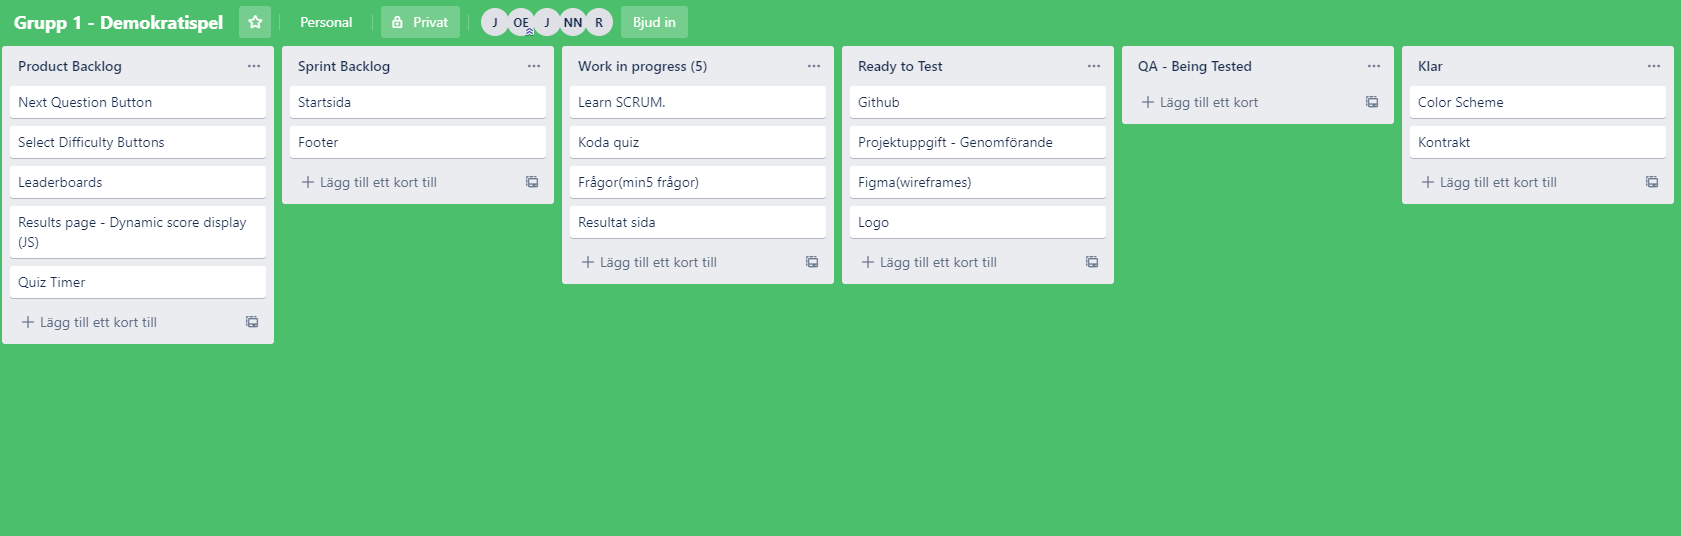 Grupp 1 - Demokratispel
Personal
Privat
J OE J NN R
Bjud in
Product Backlog
Next Question Button
Select Difficulty Buttons
Leaderboards
Results page - Dynamic score display
(JS)
Quiz Timer
Lägg till ett kort till
Sprint Backlog
Startsida
Footer
Lägg till ett kort till
Work in progress (5)
Learn SCRUM.
Koda quiz
Frågor(min5 frågor)
Resultat sida
Lägg till ett kort till
Ready to Test
Github
Projektuppgift - Genomförande
Figma(wireframes)
Logo
Lägg till ett kort till
QA - Being Tested
Lägg till ett kort
Klar
Color Scheme
Kontrakt
Lägg till ett kort till